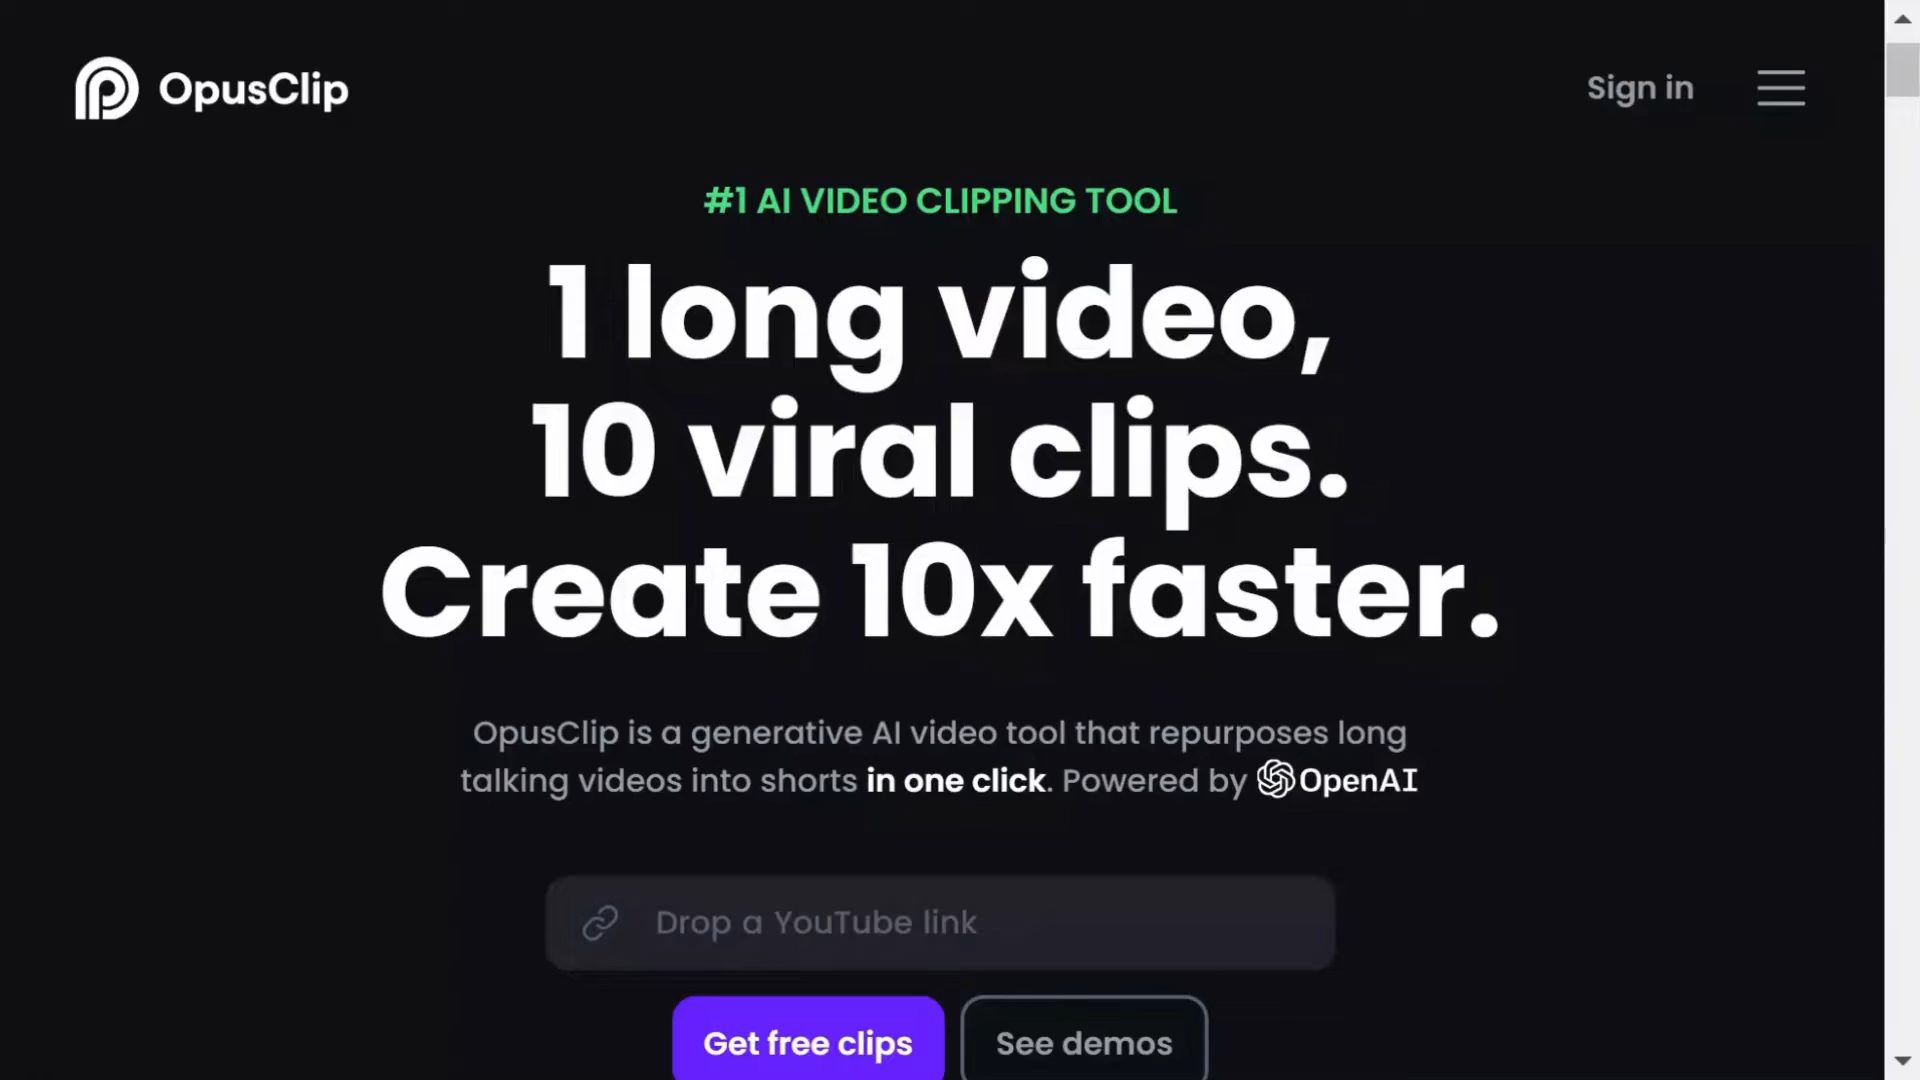 OpusClip
Sign in
#1 AI VIDEO CLIPPING TOOL
1 long video,
10 viral clips.
Create 10x faster.
OpusClip is a generative AI video tool that repurposes long
talking videos into shorts in one click. Powered by OpenAI
Drop a YouTube link
Get free clips
See demos